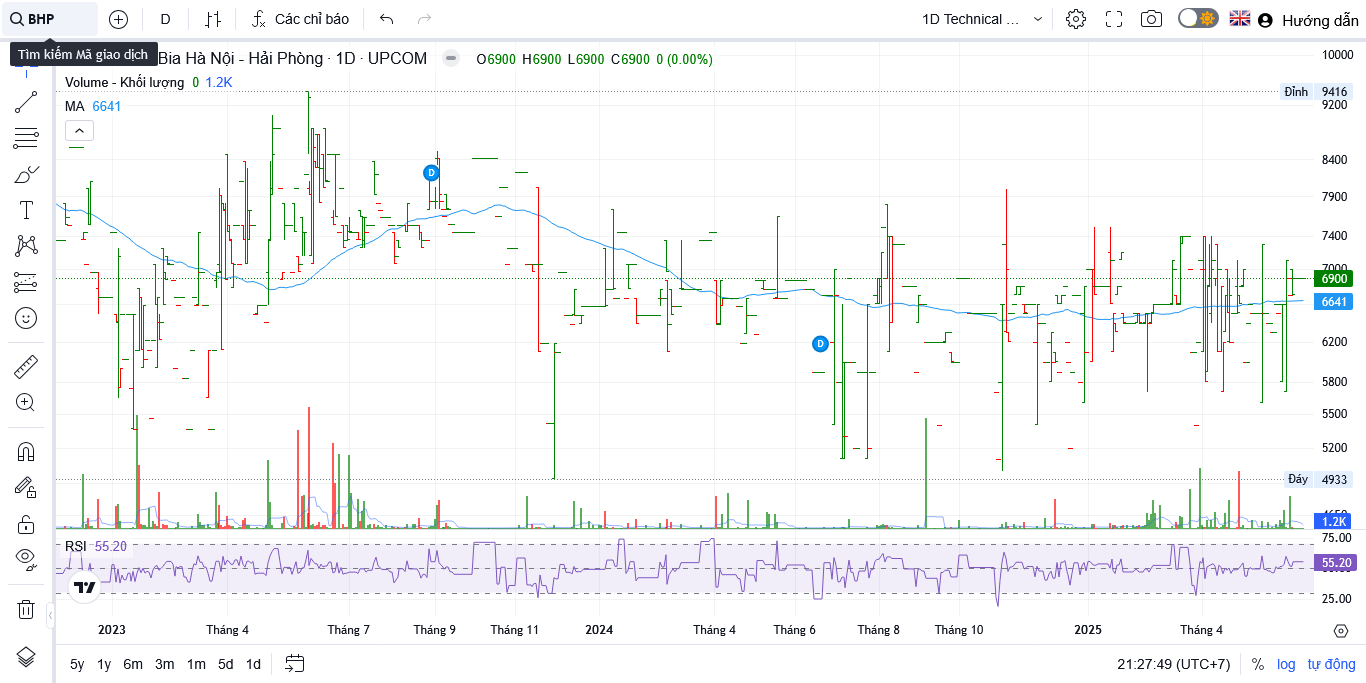 BHP
D
Các chỉ báo
1D Technical ...
Hướng dẫn
Tìm kiếm Mã giao dịch
Bia Hà Nội - Hải Phòng · 1D · UPCOM
O6900 H6900 L6900 C6900 0 (0.00%)
Volume - Khối lượng 0 1.2K
MA 6641
10000
Đỉnh 9416
9200
8400
7900
7400
7000
6900
6641
6200
5800
5500
5200
Đáy 4933
4650
1.2K
D
D
RSI 55.20
75.00
55.20
25.00
2023 Tháng 4 Tháng 7 Tháng 9 Tháng 11 2024 Tháng 4 Tháng 6 Tháng 8 Tháng 10 2025 Tháng 4
5y 1y 6m 3m 1m 5d 1d
21:27:49 (UTC+7) % log tự động